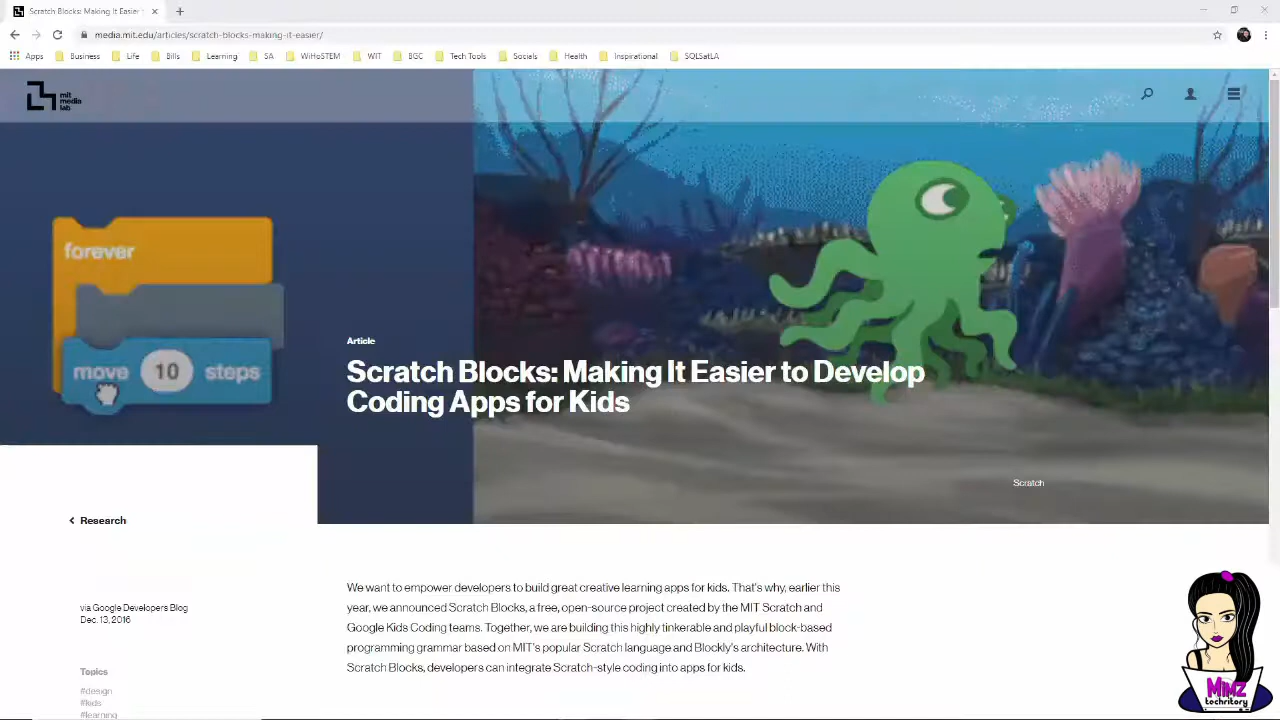 Scratch Blocks: Making It Easier
media.mit.edu/articles/scratch-blocks-making-it-easier/
Apps Business Life Bills Learning SA WiHoSTEM WIT BGC Tech Tools Socials Health Inspirational SQLSatLA
mit
media
lab
forever
move 10 steps
Article
Scratch Blocks: Making It Easier to Develop
Coding Apps for Kids
Scratch
Research
via Google Developers Blog
Dec. 13, 2016
Topics
#design
#kids
#learning
We want to empower developers to build great creative learning apps for kids. That's why, earlier this
year, we announced Scratch Blocks, a free, open-source project created by the MIT Scratch and
Google Kids Coding teams. Together, we are building this highly tinkerable and playful block-based
programming grammar based on MIT's popular Scratch language and Blockly's architecture. With
Scratch Blocks, developers can integrate Scratch-style coding into apps for kids.
MiMZ
techritory